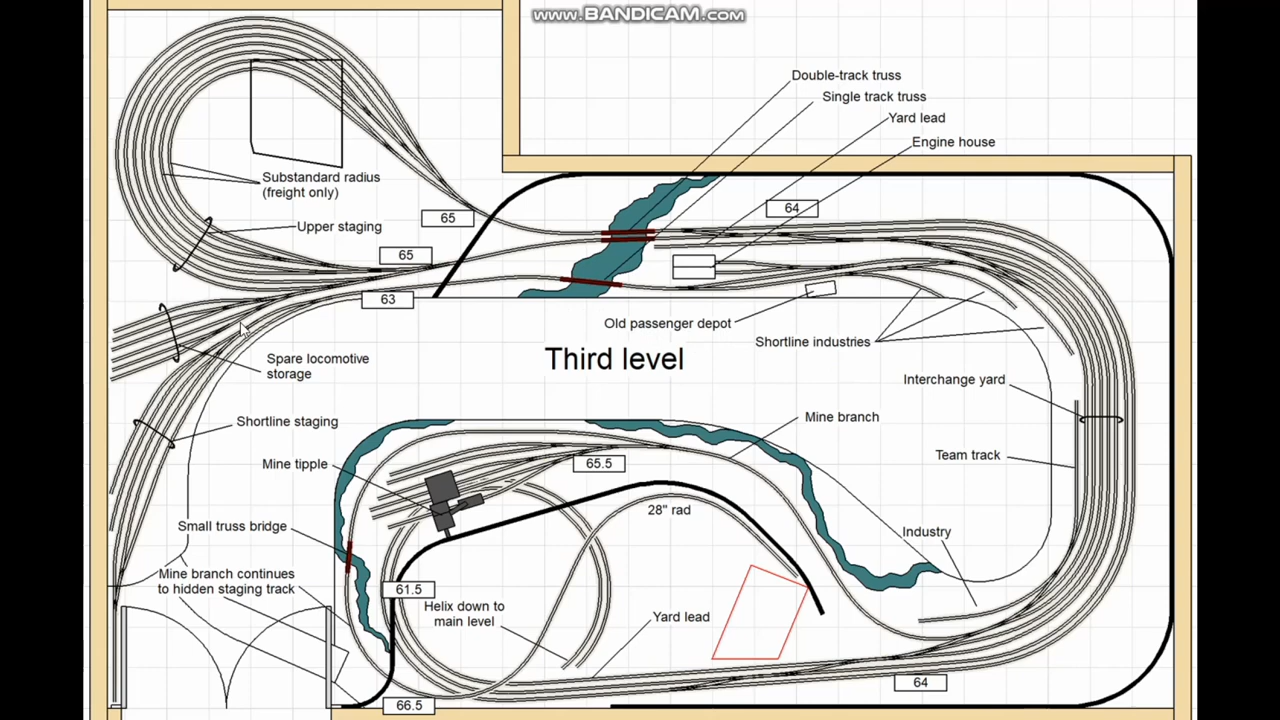 www.BANDICAM.com
Double-track truss
Single track truss
Yard lead
Engine house
Substandard radius
(freight only)
65
64
Upper staging
65
63
Old passenger depot
Shortline industries
Third level
Spare locomotive
storage
Interchange yard
Shortline staging
Mine branch
Mine tipple
65.5
Team track
28" rad
Small truss bridge
Industry
Mine branch continues
to hidden staging track
61.5
Helix down to
main level
Yard lead
64
66.5